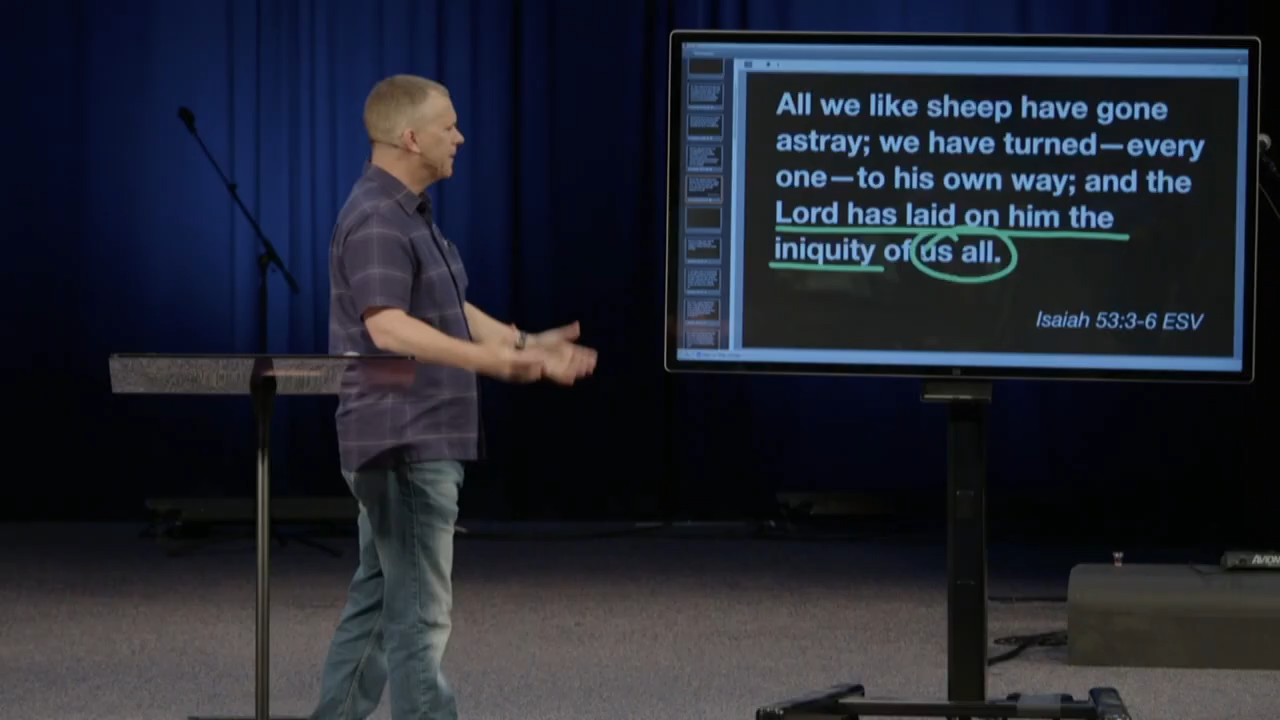 All we like sheep have gone
astray; we have turned—every
one—to his own way; and the
Lord has laid on him the
iniquity of us all.
Isaiah 53:3-6 ESV